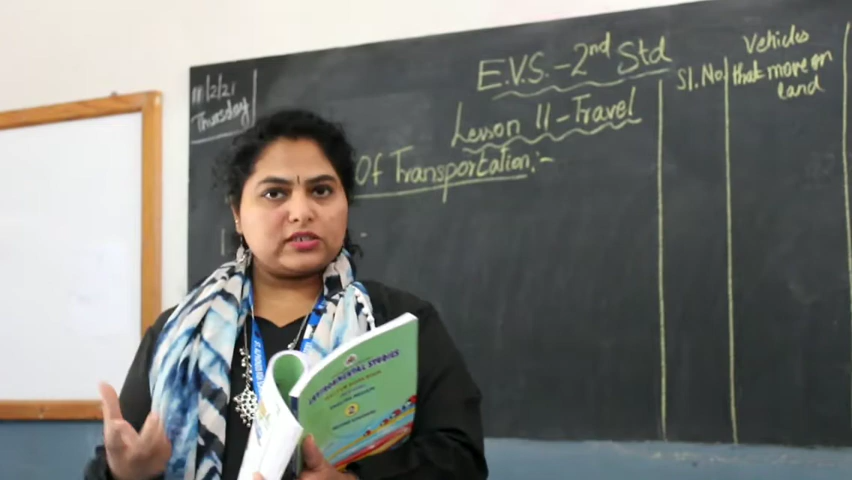 11/2/21
Thursday
E.V.S. - 2nd Std
Lesson 11 - Travel
Of Transportation :-
Sl. No.
Vehicles
that move on
land
ENVIRONMENTAL STUDIES
2